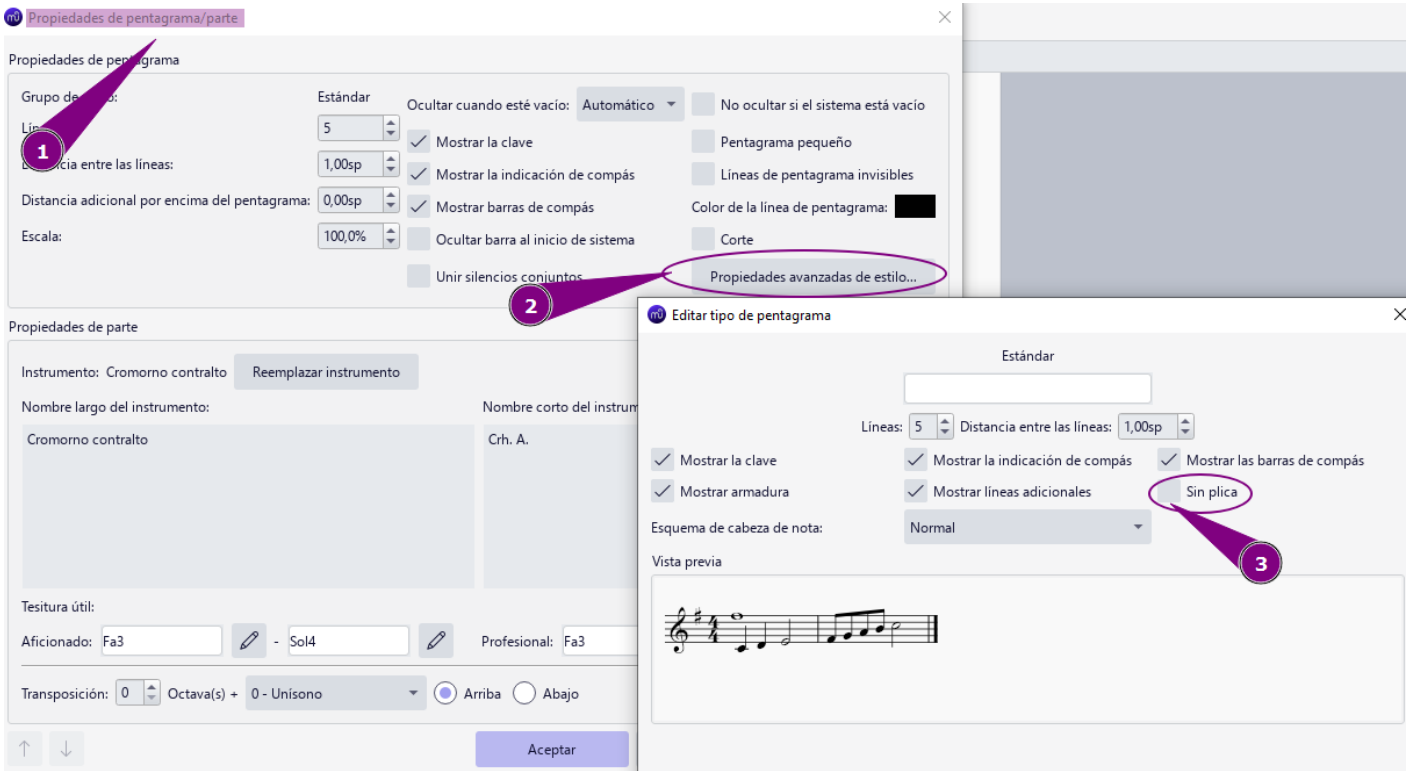 Propiedades de pentagrama/parte
Propiedades de pentagrama
Grupo de
Estándar
Ocultar cuando esté vacío: Automático
No ocultar si el sistema está vacío
5
Mostrar la clave
Pentagrama pequeño
1
entre las líneas:
1,00sp
Mostrar la indicación de compás
Líneas de pentagrama invisibles
Distancia adicional por encima del pentagrama: 0,00sp
Mostrar barras de compás
Color de la línea de pentagrama:
Escala:
100,0%
Ocultar barra al inicio de sistema
Corte
Unir silencios conjuntos
Propiedades avanzadas de estilo...
2
Propiedades de parte
Instrumento: Cromorno contralto
Reemplazar instrumento
Nombre largo del instrumento:
Nombre corto del instrum
Cromorno contralto
Crh. A.
Tesitura útil:
Aficionado: Fa3 - Sol4
Profesional: Fa3
Transposición: 0 Octava(s) + 0 - Unísono
Arriba
Abajo
Aceptar
Editar tipo de pentagrama
Estándar
Líneas: 5 Distancia entre las líneas: 1,00sp
Mostrar la clave
Mostrar la indicación de compás
Mostrar las barras de compás
Mostrar armadura
Mostrar líneas adicionales
Sin plica
Esquema de cabeza de nota:
Normal
3
Vista previa